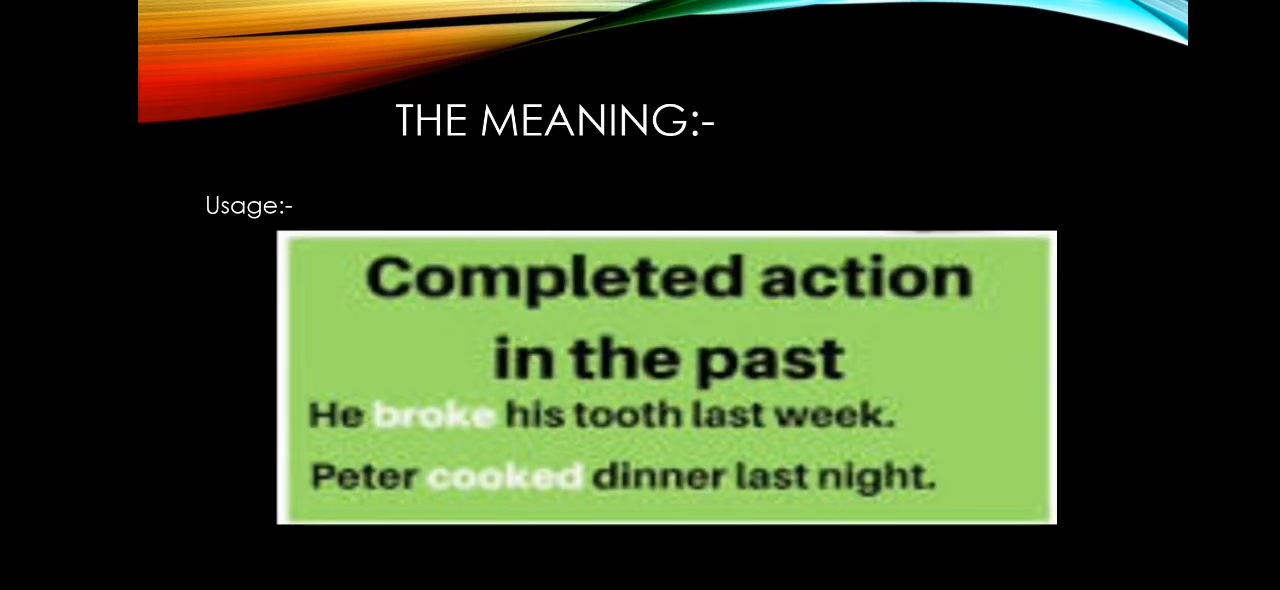 THE MEANING:-
Usage:-
Completed action
in the past
He broke his tooth last week.
Peter cooked dinner last night.